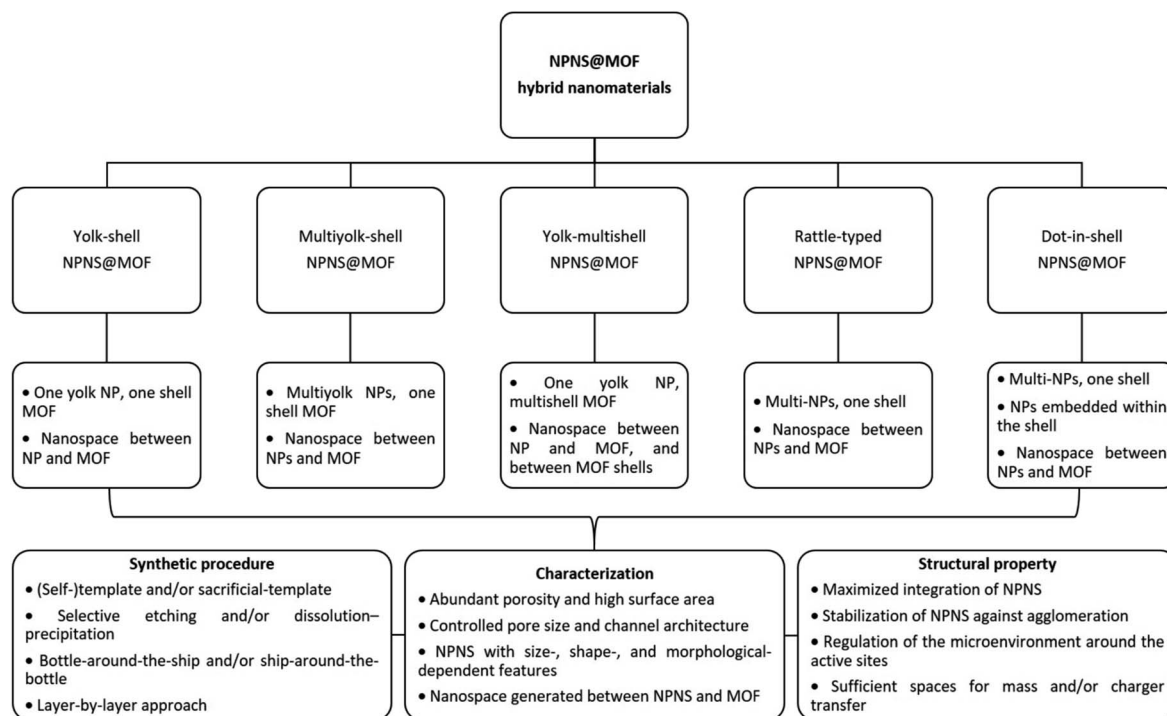 NPNS@MOF
hybrid nanomaterials
Yolk-shell
NPNS@MOF
Multiyolk-shell
NPNS@MOF
Yolk-multishell
NPNS@MOF
Rattle-typed
NPNS@MOF
Dot-in-shell
NPNS@MOF
• One yolk NP, one shell
MOF
• Nanospace between
NP and MOF
• Multiyolk NPs, one
shell MOF
• Nanospace between
NPs and MOF
• One yolk NP,
multishell MOF
• Nanospace between
NP and MOF, and
between MOF shells
• Multi-NPs, one shell
• Nanospace between
NPs and MOF
• Multi-NPs, one shell
• NPs embedded within
the shell
• Nanospace between
NPs and MOF
Synthetic procedure
• (Self-)template and/or sacrificial-template
• Selective etching and/or dissolution–
precipitation
• Bottle-around-the-ship and/or ship-around-the-
bottle
• Layer-by-layer approach
Characterization
• Abundant porosity and high surface area
• Controlled pore size and channel architecture
• NPNS with size-, shape-, and morphological-
dependent features
• Nanospace generated between NPNS and MOF
Structural property
• Maximized integration of NPNS
• Stabilization of NPNS against agglomeration
• Regulation of the microenvironment around the
active sites
• Sufficient spaces for mass and/or charger
transfer